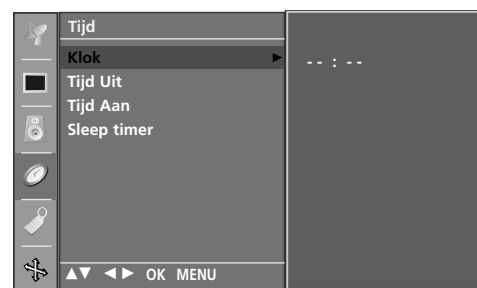 Tijd
Klok ►
-- : --
Tijd Uit
Tijd Aan
Sleep timer
▲▼ ◄► OK MENU